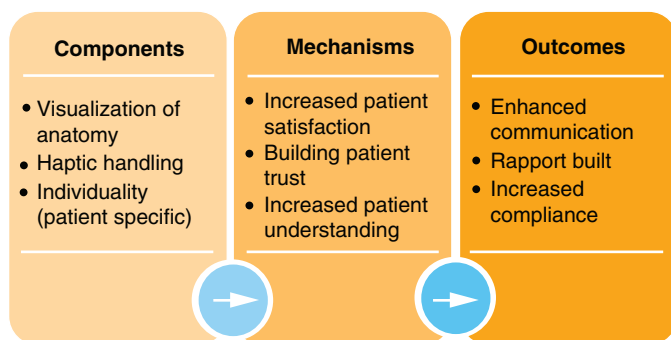 Components
• Visualization of
anatomy
• Haptic handling
• Individuality
(patient specific)
Mechanisms
• Increased patient
satisfaction
• Building patient
trust
• Increased patient
understanding
Outcomes
• Enhanced
communication
• Rapport built
• Increased
compliance